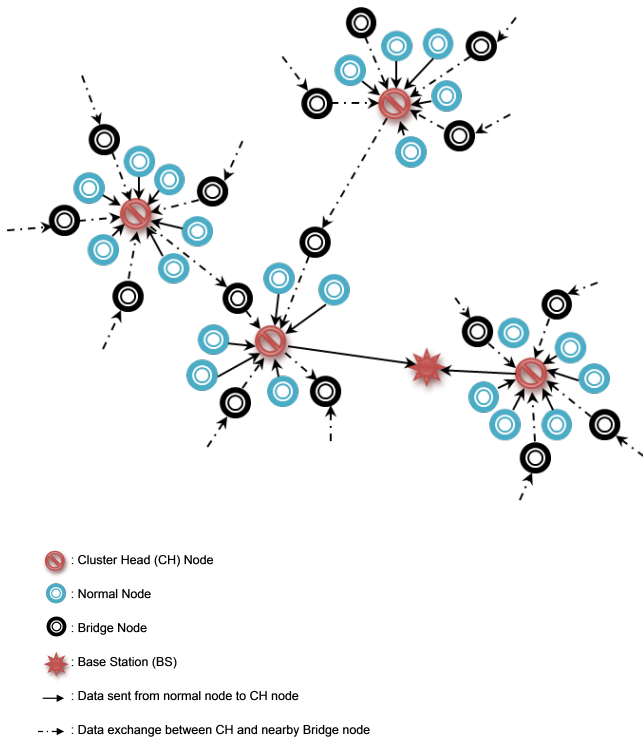 : Cluster Head (CH) Node
: Normal Node
: Bridge Node
: Base Station (BS)
: Data sent from normal node to CH node
: Data exchange between CH and nearby Bridge node